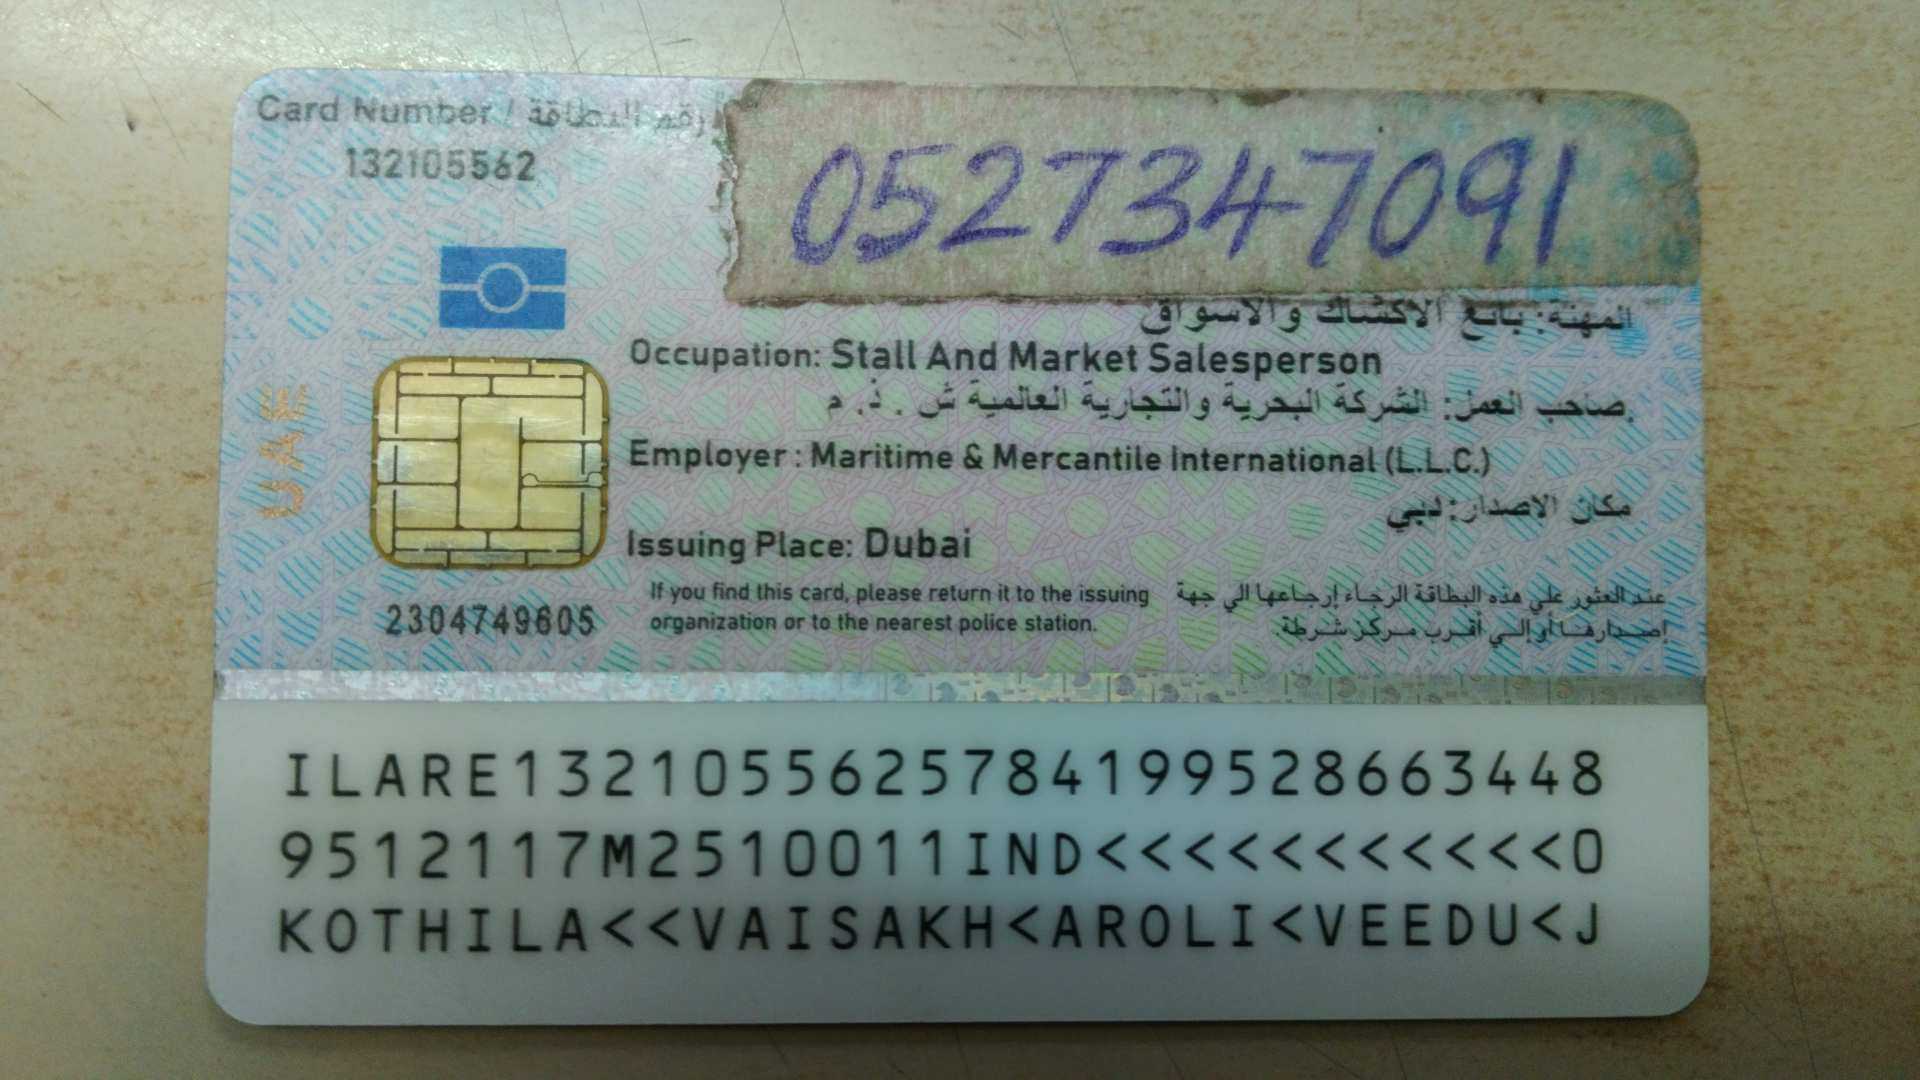 Card Number / رقم البطاقة
132105562
0527347091
UAE
المهنة: بائع الاكشاك والاسواق
Occupation: Stall And Market Salesperson
صاحب العمل: الشركة البحرية والتجارية العالمية ش . ذ. م.
Employer : Maritime & Mercantile International (L.L.C.)
مكان الاصدار: دبي
Issuing Place: Dubai
2304749605
If you find this card, please return it to the issuing
organization or to the nearest police station.
عند العثور علي هذه البطاقة الرجاء إرجاعها الي جهة
إصدارها أو إلي أقرب مركز شرطة.
ILARE1321055625784199528663448
9512117M2510011IND<<<<<<<<<<<0
KOTHILA<<VAISAKH<AROLI<VEEDU<J